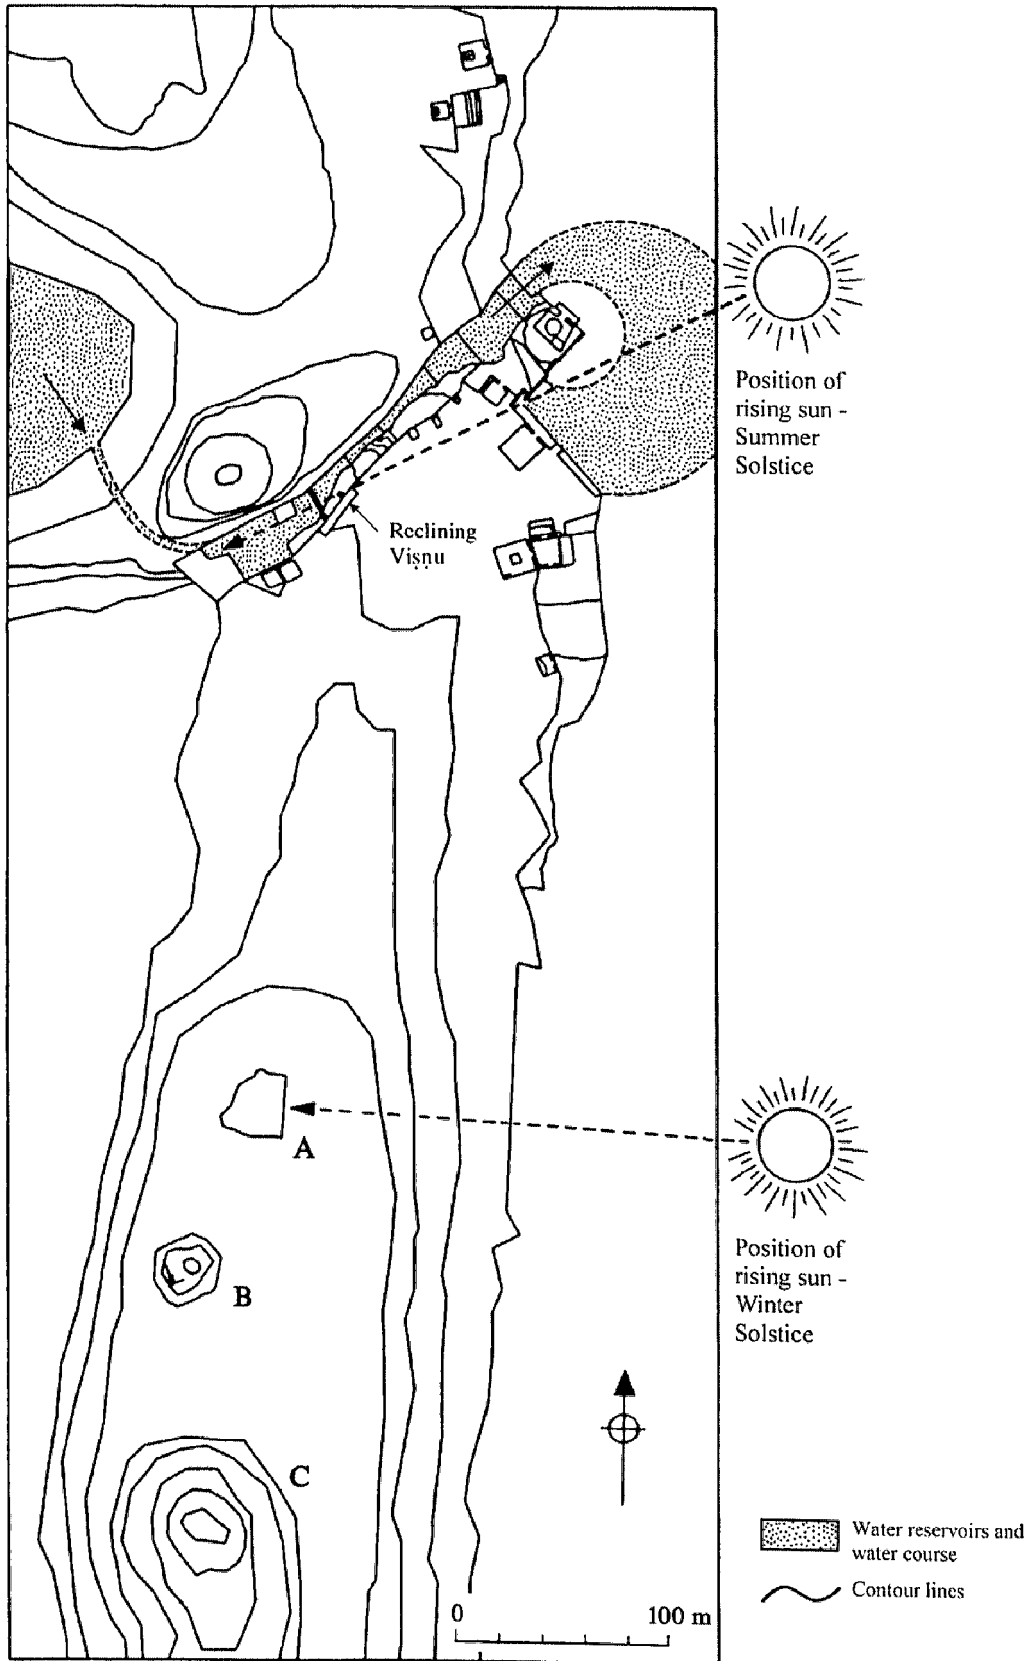 Position of
rising sun -
Summer
Solstice
Reclining
Viṣṇu
A
B
Position of
rising sun -
Winter
Solstice
C
Water reservoirs and
water course
Contour lines
0 100 m